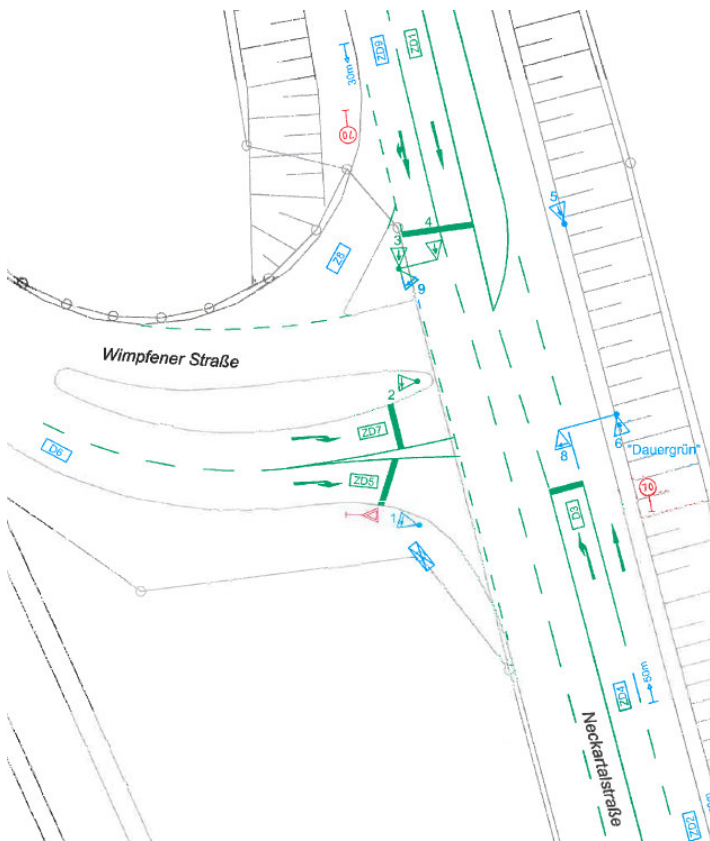 ZD9
ZD1
30m
70
5
4
3
Z8
9
Wimpfener Straße
2
ZD7
D6
6
8
"Dauergrün"
ZD5
70
D3
1
50m
ZD4
Neckartalstraße
ZD2